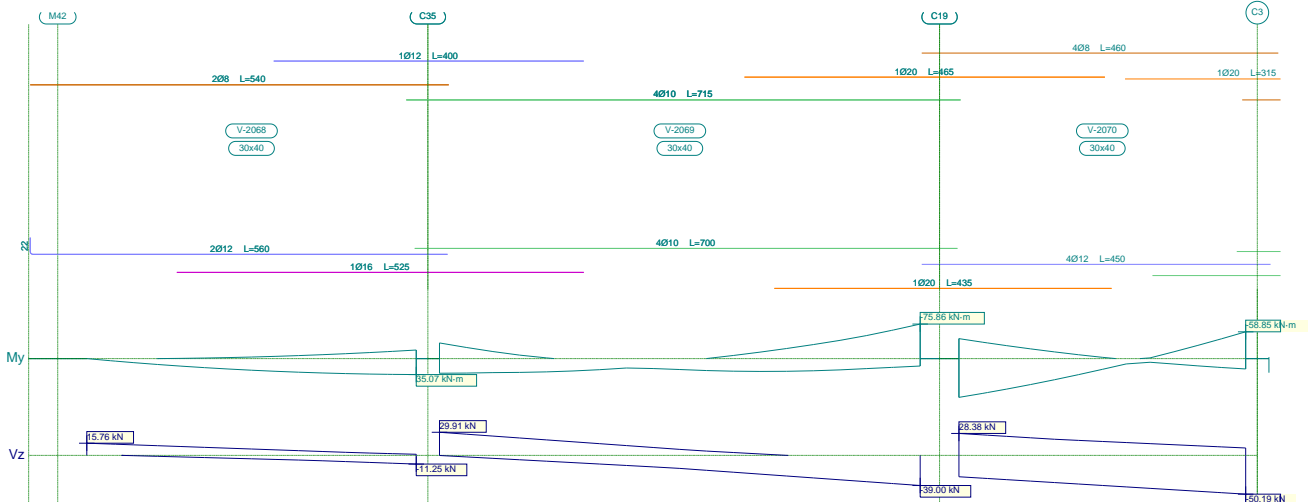 M42
C35
C19
C3
4Ø8 L=460
1Ø12 L=400
2Ø8 L=540
1Ø20 L=465
1Ø20 L=315
4Ø10 L=715
V-2068
V-2069
V-2070
30x40
30x40
30x40
22
2Ø12 L=560
4Ø10 L=700
4Ø12 L=450
1Ø16 L=525
1Ø20 L=435
-75.86 kN·m
-58.85 kN·m
My
35.07 kN·m
15.76 kN
29.91 kN
28.38 kN
Vz
-11.25 kN
-39.00 kN
-50.19 kN